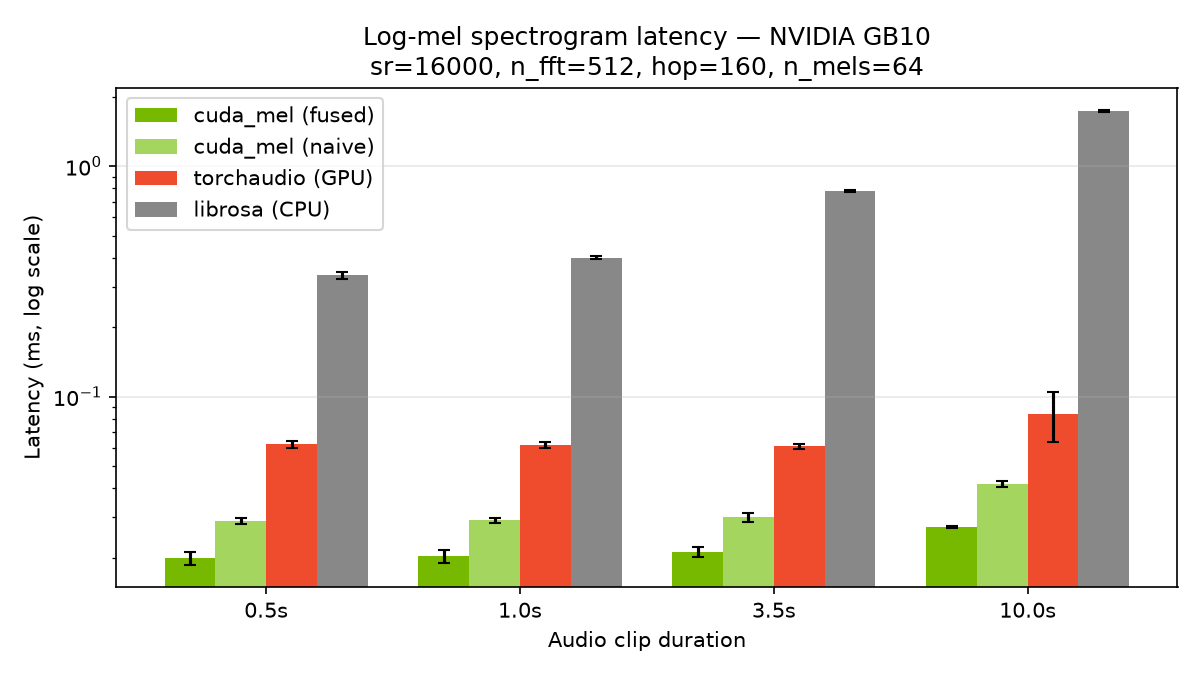 Log-mel spectrogram latency — NVIDIA GB10
sr=16000, n_fft=512, hop=160, n_mels=64
cuda_mel (fused)
cuda_mel (naive)
torchaudio (GPU)
librosa (CPU)
Latency (ms, log scale)
10⁰
10⁻¹
0.5s 1.0s 3.5s 10.0s
Audio clip duration